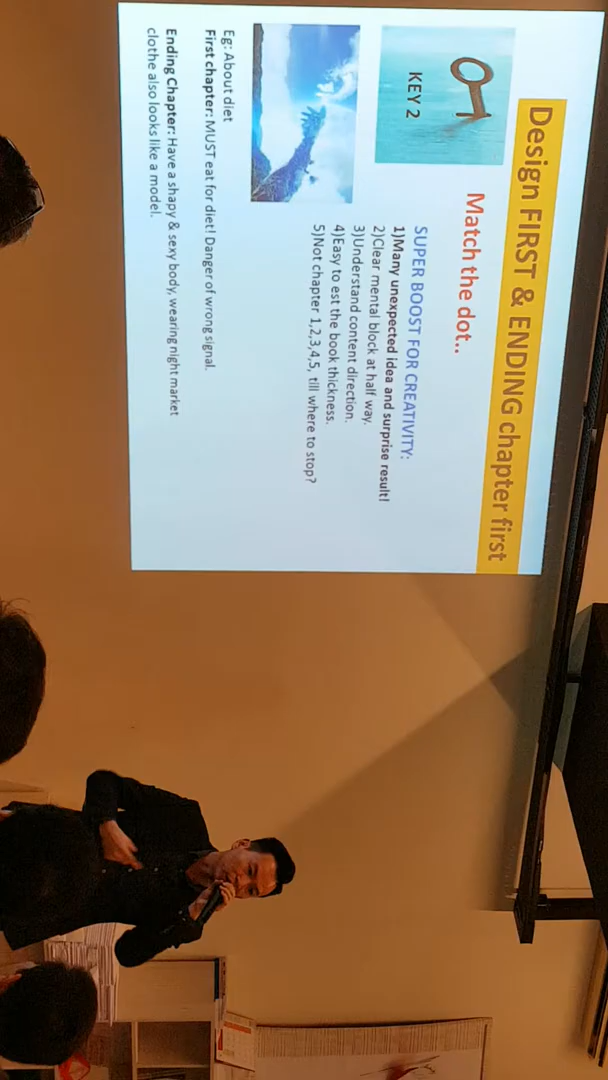 Design FIRST & ENDING chapter first
KEY 2
Match the dot..
SUPER BOOST FOR CREATIVITY:
1)Many unexpected idea and surprise result!
2)Clear mental block at half way.
3)Understand content direction.
4)Easy to est the book thickness.
5)Not chapter 1,2,3,4,5, till where to stop?
Eg: About diet
First chapter: MUST eat for diet! Danger of wrong signal.
Ending Chapter: Have a shapy & sexy body, wearing night market
clothe also looks like a model.